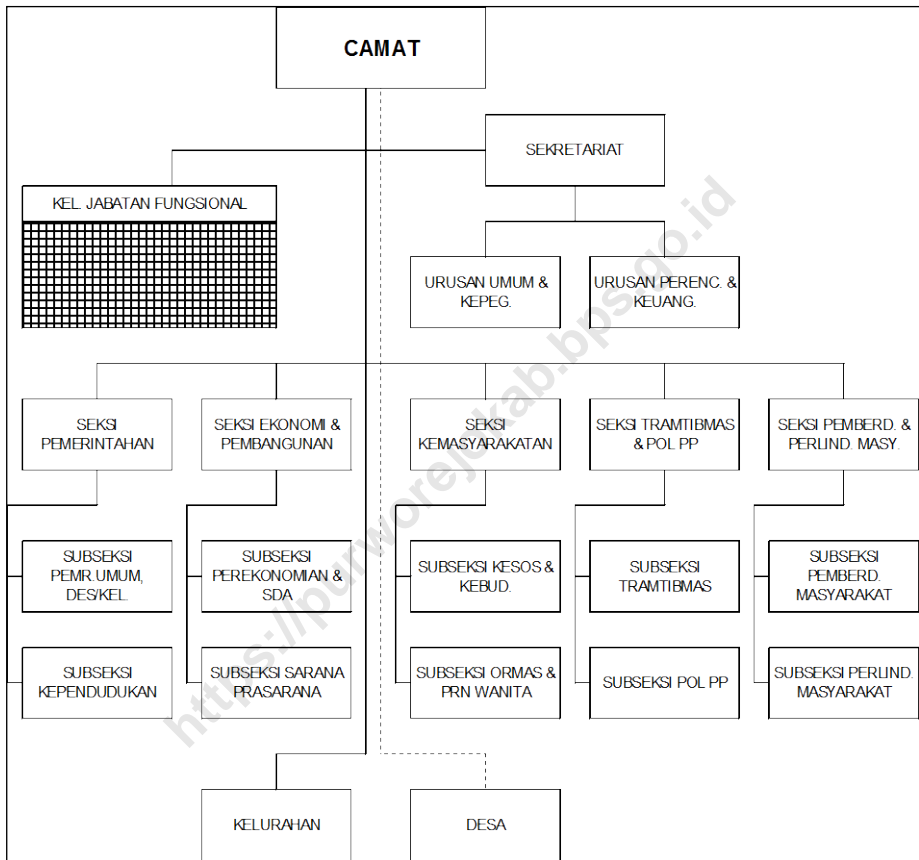 CAMAT
SEKRETARIAT
KEL. JABATAN FUNGSIONAL
URUSAN UMUM &
KEPEG.
URUSAN PERENC. &
KEUANG.
SEKSI
PEMERINTAHAN
SEKSI EKONOMI &
PEMBANGUNAN
SEKSI
KEMASYARAKATAN
SEKSI TRAMTIBMAS
& POL PP
SEKSI PEMBERD. &
PERLIND. MASY.
SUBSEKSI
PEMR.UMUM,
DES/KEL.
SUBSEKSI
PEREKONOMIAN &
SDA
SUBSEKSI KESOS &
KEBUD.
SUBSEKSI
TRAMTIBMAS
SUBSEKSI
PEMBERD.
MASYARAKAT
SUBSEKSI
KEPENDUDUKAN
SUBSEKSI SARANA
PRASARANA
SUBSEKSI ORMAS &
PRN WANITA
SUBSEKSI POL PP
SUBSEKSI PERLIND.
MASYARAKAT
KELURAHAN
DESA
https://purworejokab.bps.go.id